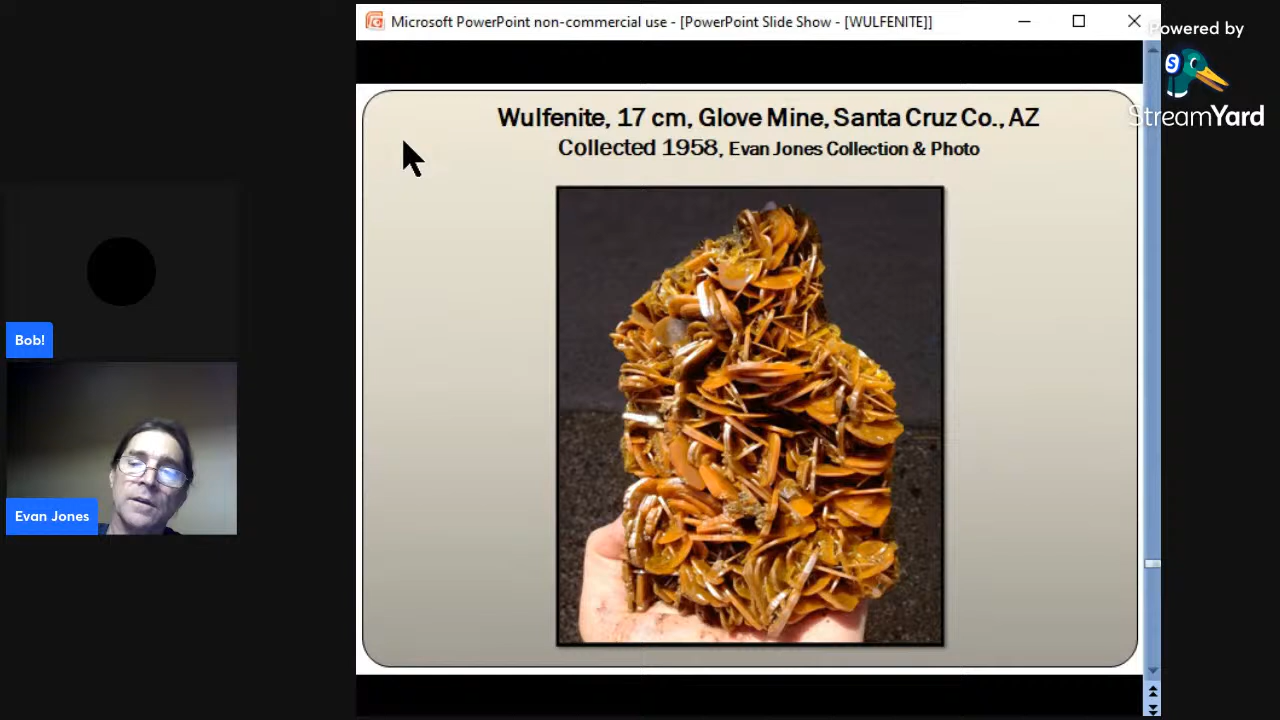 Microsoft PowerPoint non-commercial use - [PowerPoint Slide Show - [WULFENITE]]
Powered by
S
StreamYard
Wulfenite, 17 cm, Glove Mine, Santa Cruz Co., AZ
Collected 1958, Evan Jones Collection & Photo
Bob!
Evan Jones